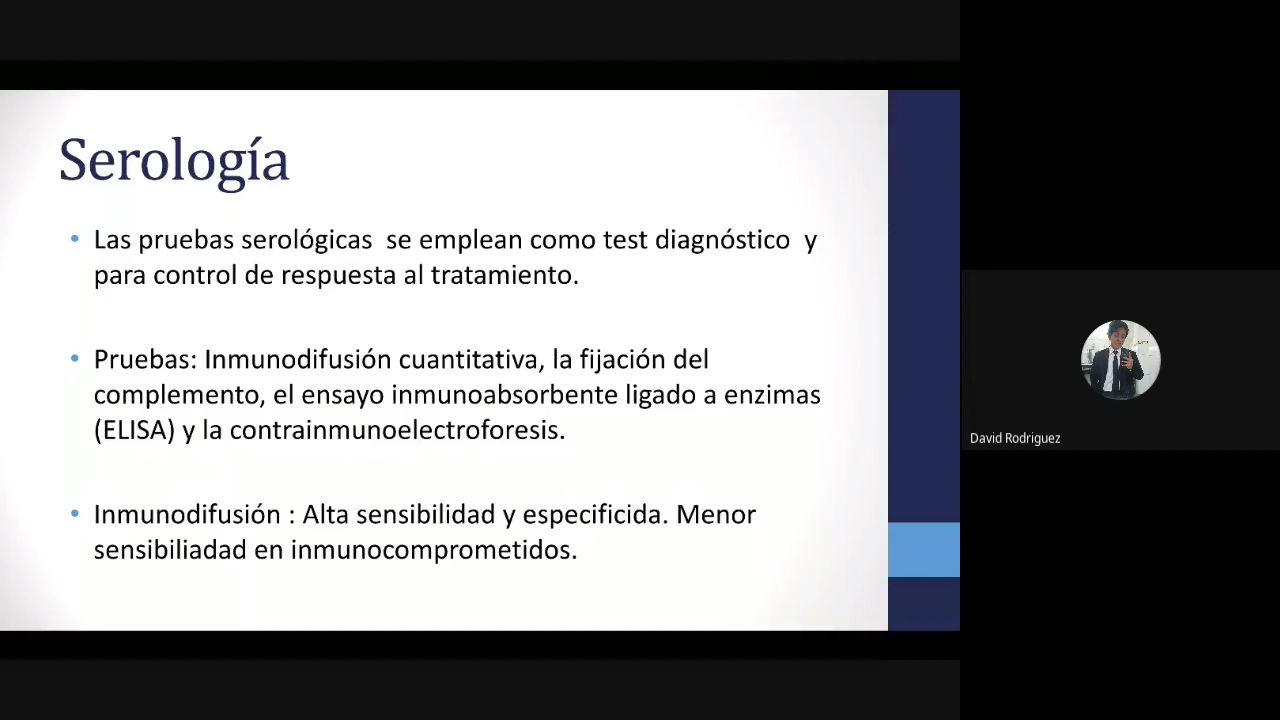 Serología
• Las pruebas serológicas  se emplean como test diagnóstico  y
para control de respuesta al tratamiento.
• Pruebas: Inmunodifusión cuantitativa, la fijación del
complemento, el ensayo inmunoabsorbente ligado a enzimas
(ELISA) y la contrainmunoelectroforesis.
• Inmunodifusión : Alta sensibilidad y especificida. Menor
sensibiliadad en inmunocomprometidos.
David Rodriguez